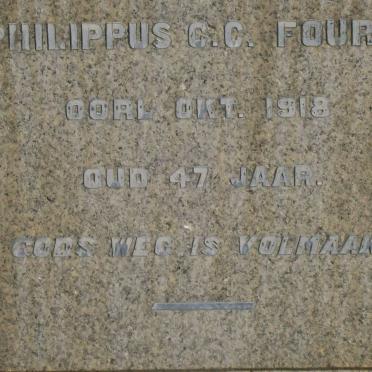 PHILIPPUS C.C. FOUR
OORL OKT. 1918
OUD 47 JAAR.
GODS WEG IS VOLMAAK